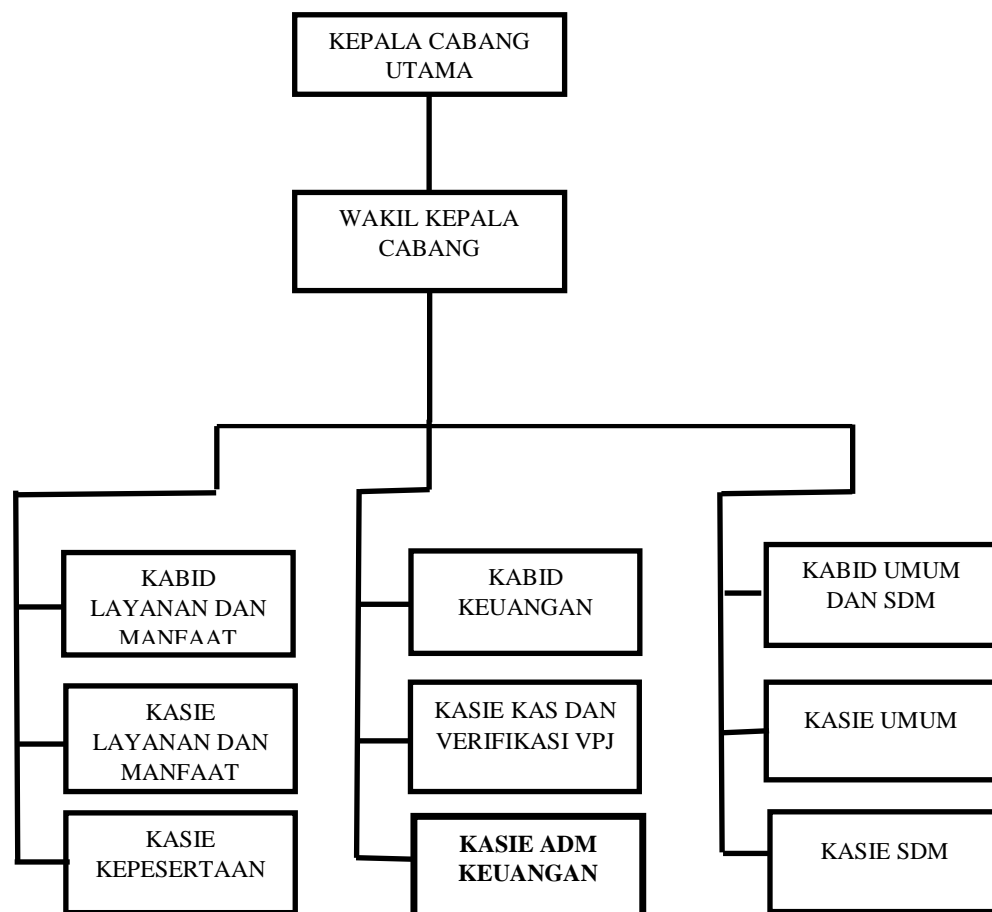 KEPALA CABANG
UTAMA
WAKIL KEPALA
CABANG
KABID
LAYANAN DAN
MANFAAT
KASIE
LAYANAN DAN
MANFAAT
KASIE
KEPESERTAAN
KABID
KEUANGAN
KASIE KAS DAN
VERIFIKASI VPJ
KASIE ADM
KEUANGAN
KABID UMUM
DAN SDM
KASIE UMUM
KASIE SDM